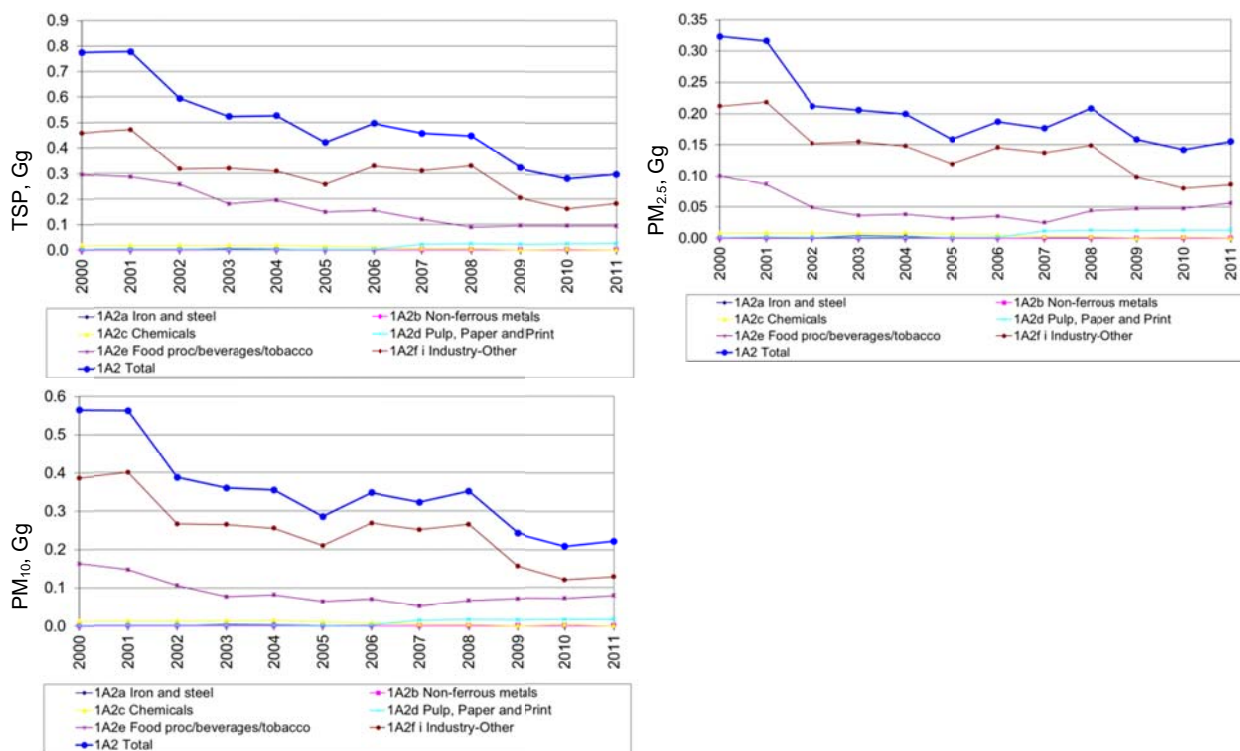 TSP, Gg
0.9
0.8
0.7
0.6
0.5
0.4
0.3
0.2
0.1
0.0
2000 2001 2002 2003 2004 2005 2006 2007 2008 2009 2010 2011
1A2a Iron and steel 1A2b Non-ferrous metals
1A2c Chemicals 1A2d Pulp, Paper and Print
1A2e Food proc/beverages/tobacco 1A2f i Industry-Other
1A2 Total
PM2.5, Gg
0.35
0.30
0.25
0.20
0.15
0.10
0.05
0.00
2000 2001 2002 2003 2004 2005 2006 2007 2008 2009 2010 2011
1A2a Iron and steel 1A2b Non-ferrous metals
1A2c Chemicals 1A2d Pulp, Paper and Print
1A2e Food proc/beverages/tobacco 1A2f i Industry-Other
1A2 Total
PM10, Gg
0.6
0.5
0.4
0.3
0.2
0.1
0.0
2000 2001 2002 2003 2004 2005 2006 2007 2008 2009 2010 2011
1A2a Iron and steel 1A2b Non-ferrous metals
1A2c Chemicals 1A2d Pulp, Paper and Print
1A2e Food proc/beverages/tobacco 1A2f i Industry-Other
1A2 Total